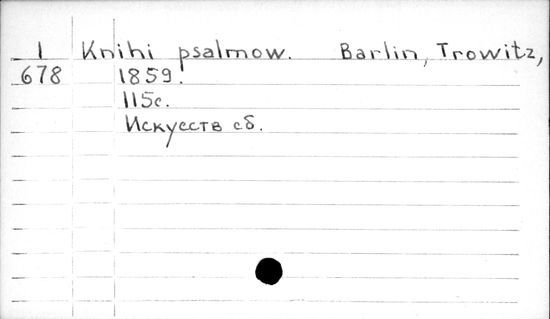 1 Knihi psalmow. Barlin, Trowitz,
678 1859.
115c.
Искусств сб.